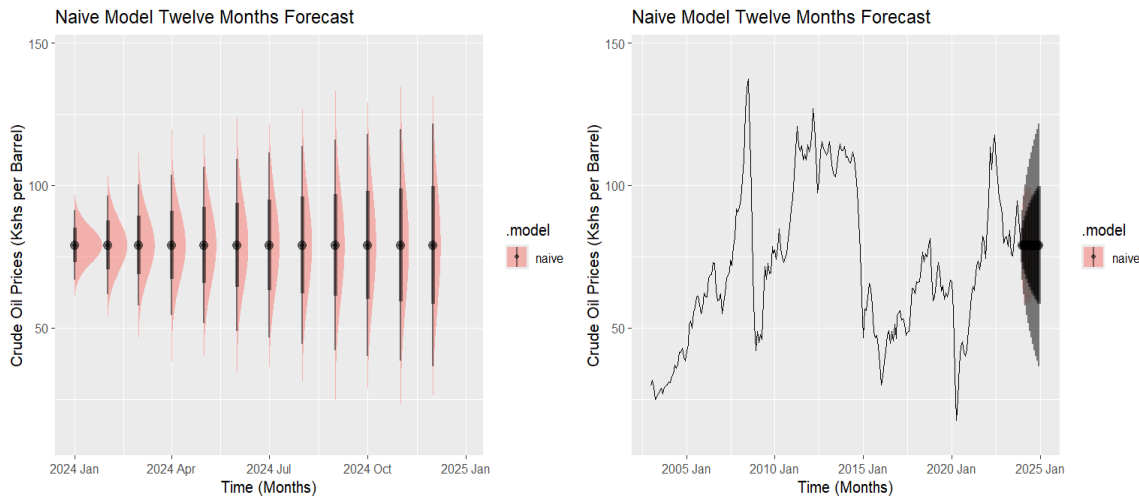 Naive Model Twelve Months Forecast
Crude Oil Prices (Kshs per Barrel)
150
100
50
2024 Jan
2024 Apr
2024 Jul
2024 Oct
2025 Jan
Time (Months)
.model
naive
Naive Model Twelve Months Forecast
Crude Oil Prices (Kshs per Barrel)
150
100
50
2005 Jan
2010 Jan
2015 Jan
2020 Jan
2025 Jan
Time (Months)
.model
naive